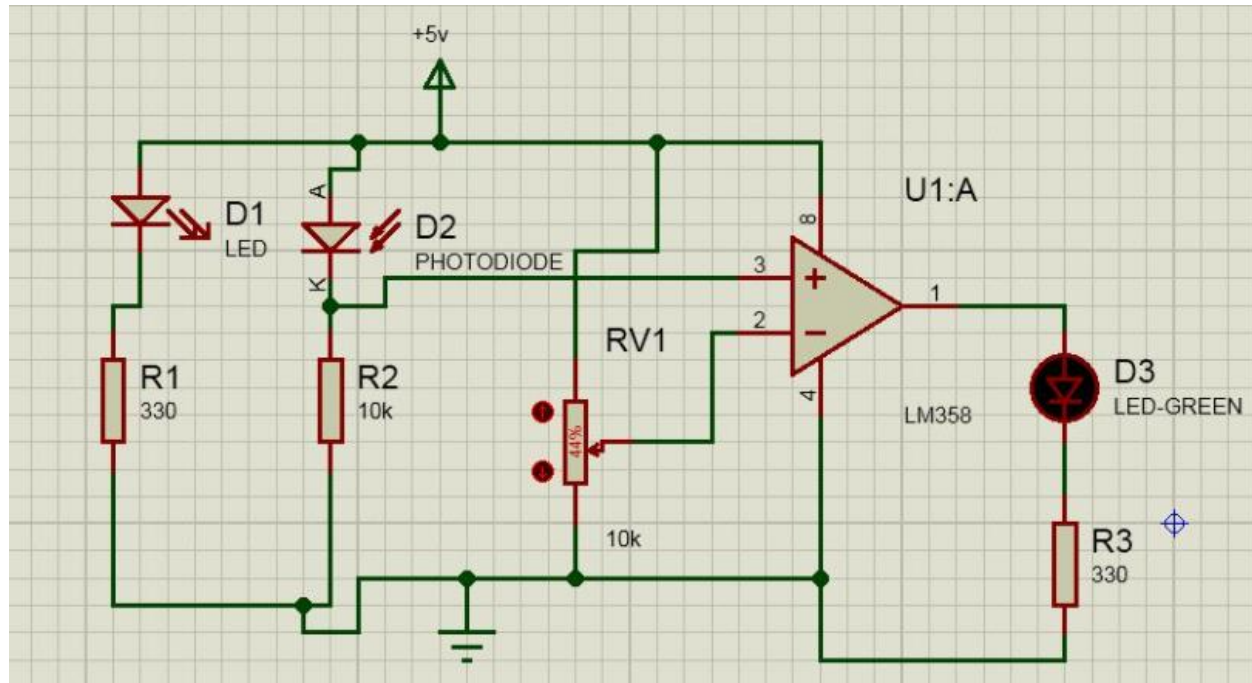 +5v
U1:A
A
D1
LED
D2
PHOTODIODE
K
8
3
+
1
2
−
4
RV1
R1
330
R2
10k
44%
LM358
D3
LED-GREEN
10k
R3
330